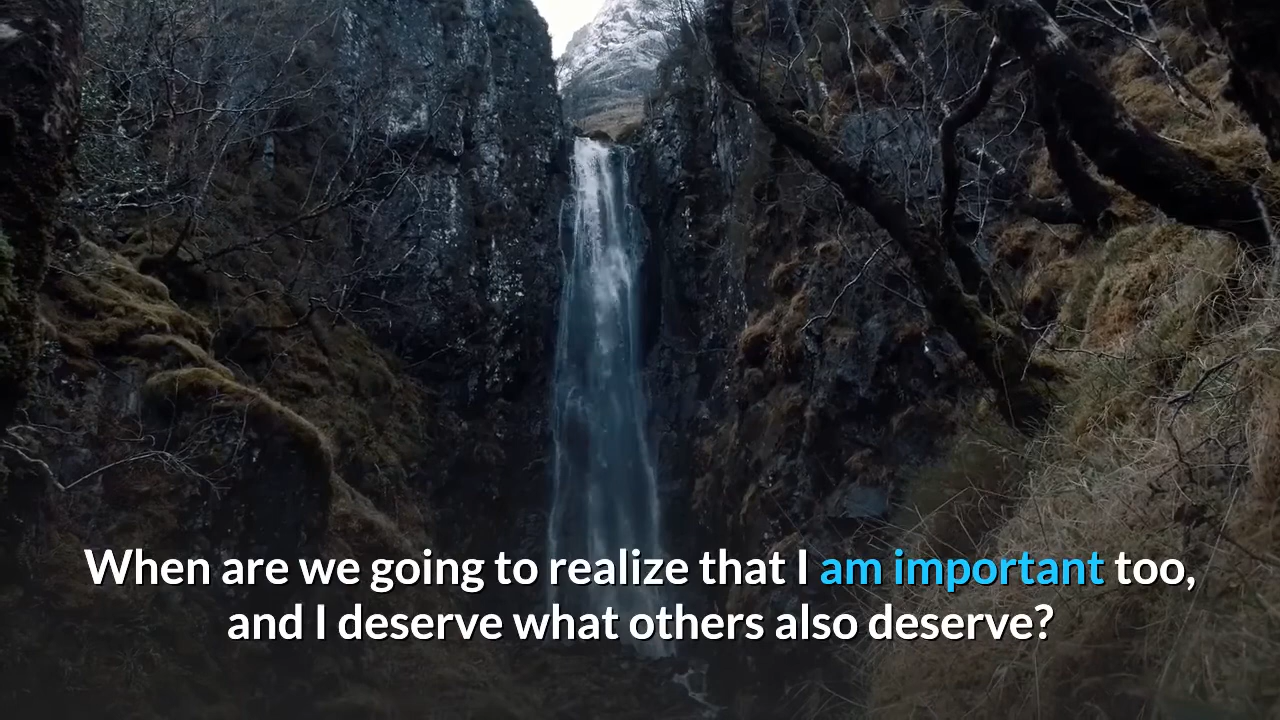 When are we going to realize that I am important too,
and I deserve what others also deserve?